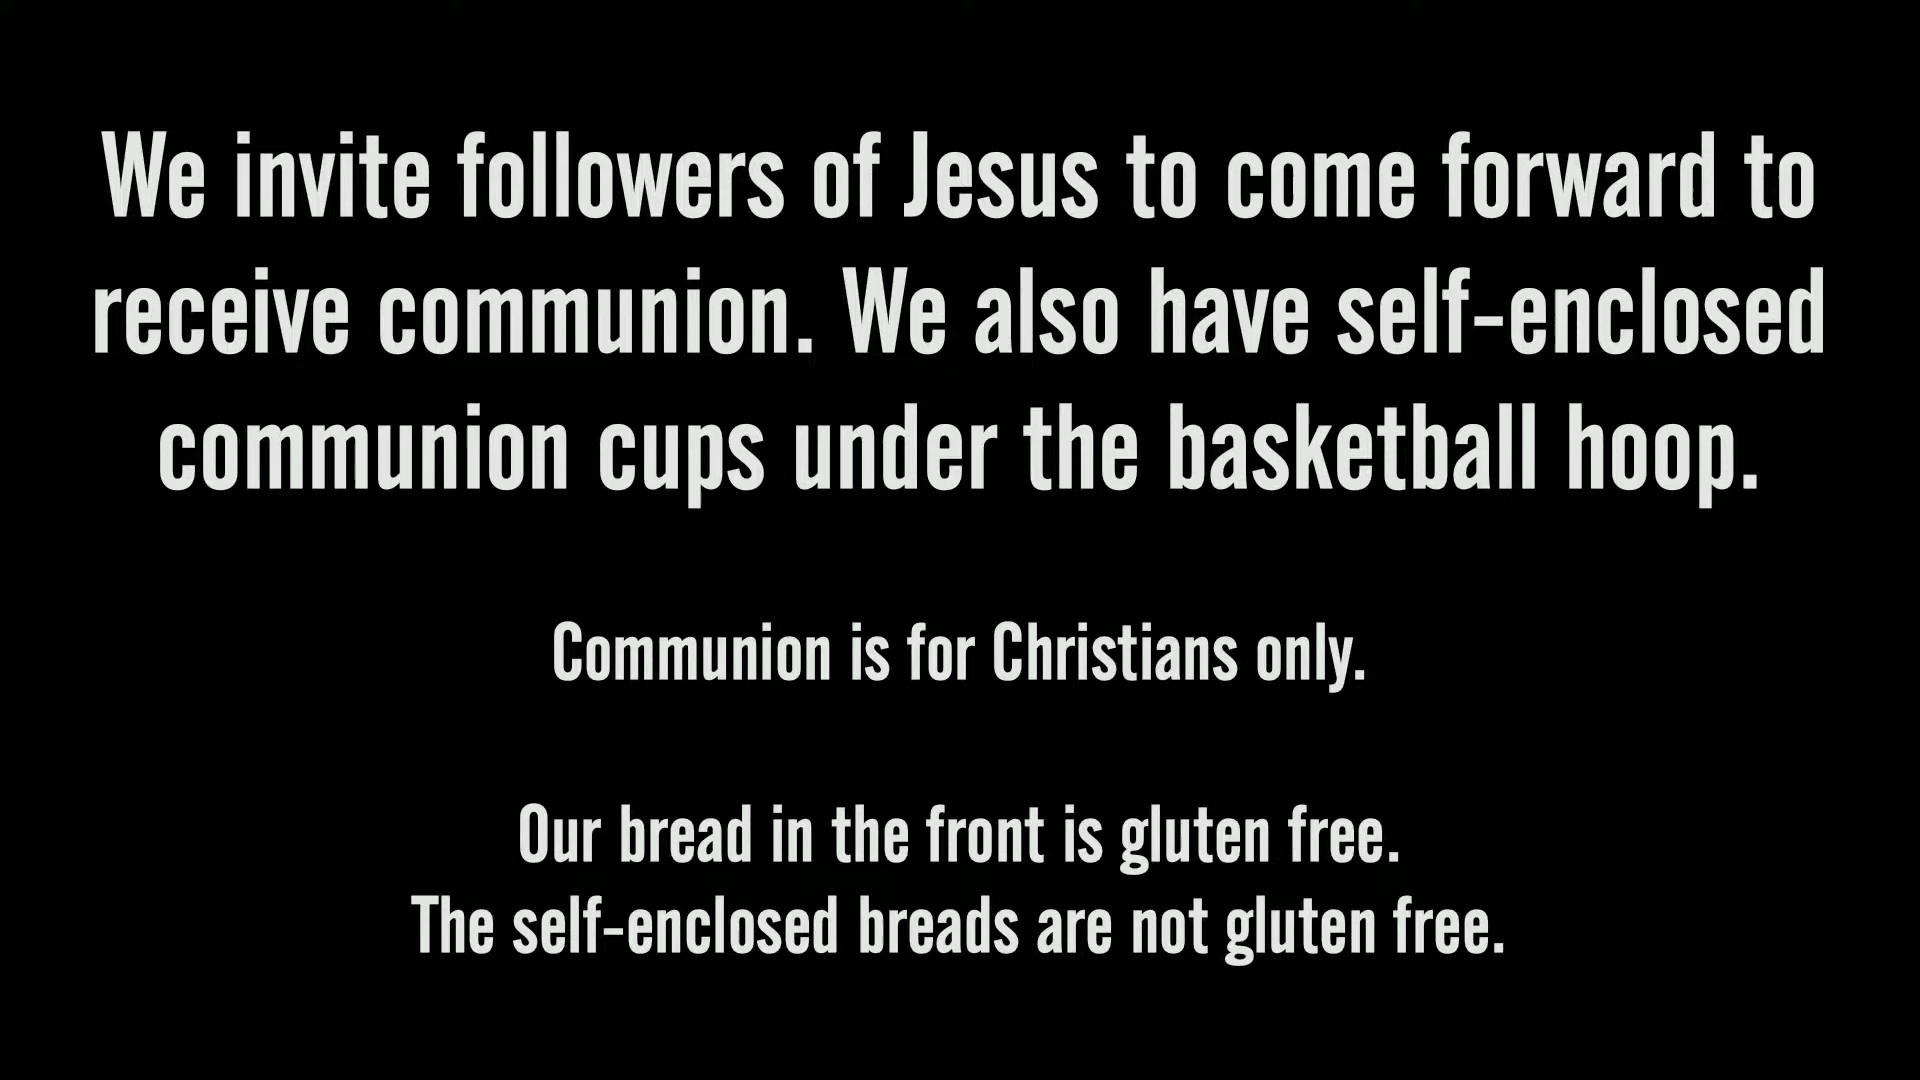 We invite followers of Jesus to come forward to
receive communion. We also have self-enclosed
communion cups under the basketball hoop.
Communion is for Christians only.
Our bread in the front is gluten free.
The self-enclosed breads are not gluten free.